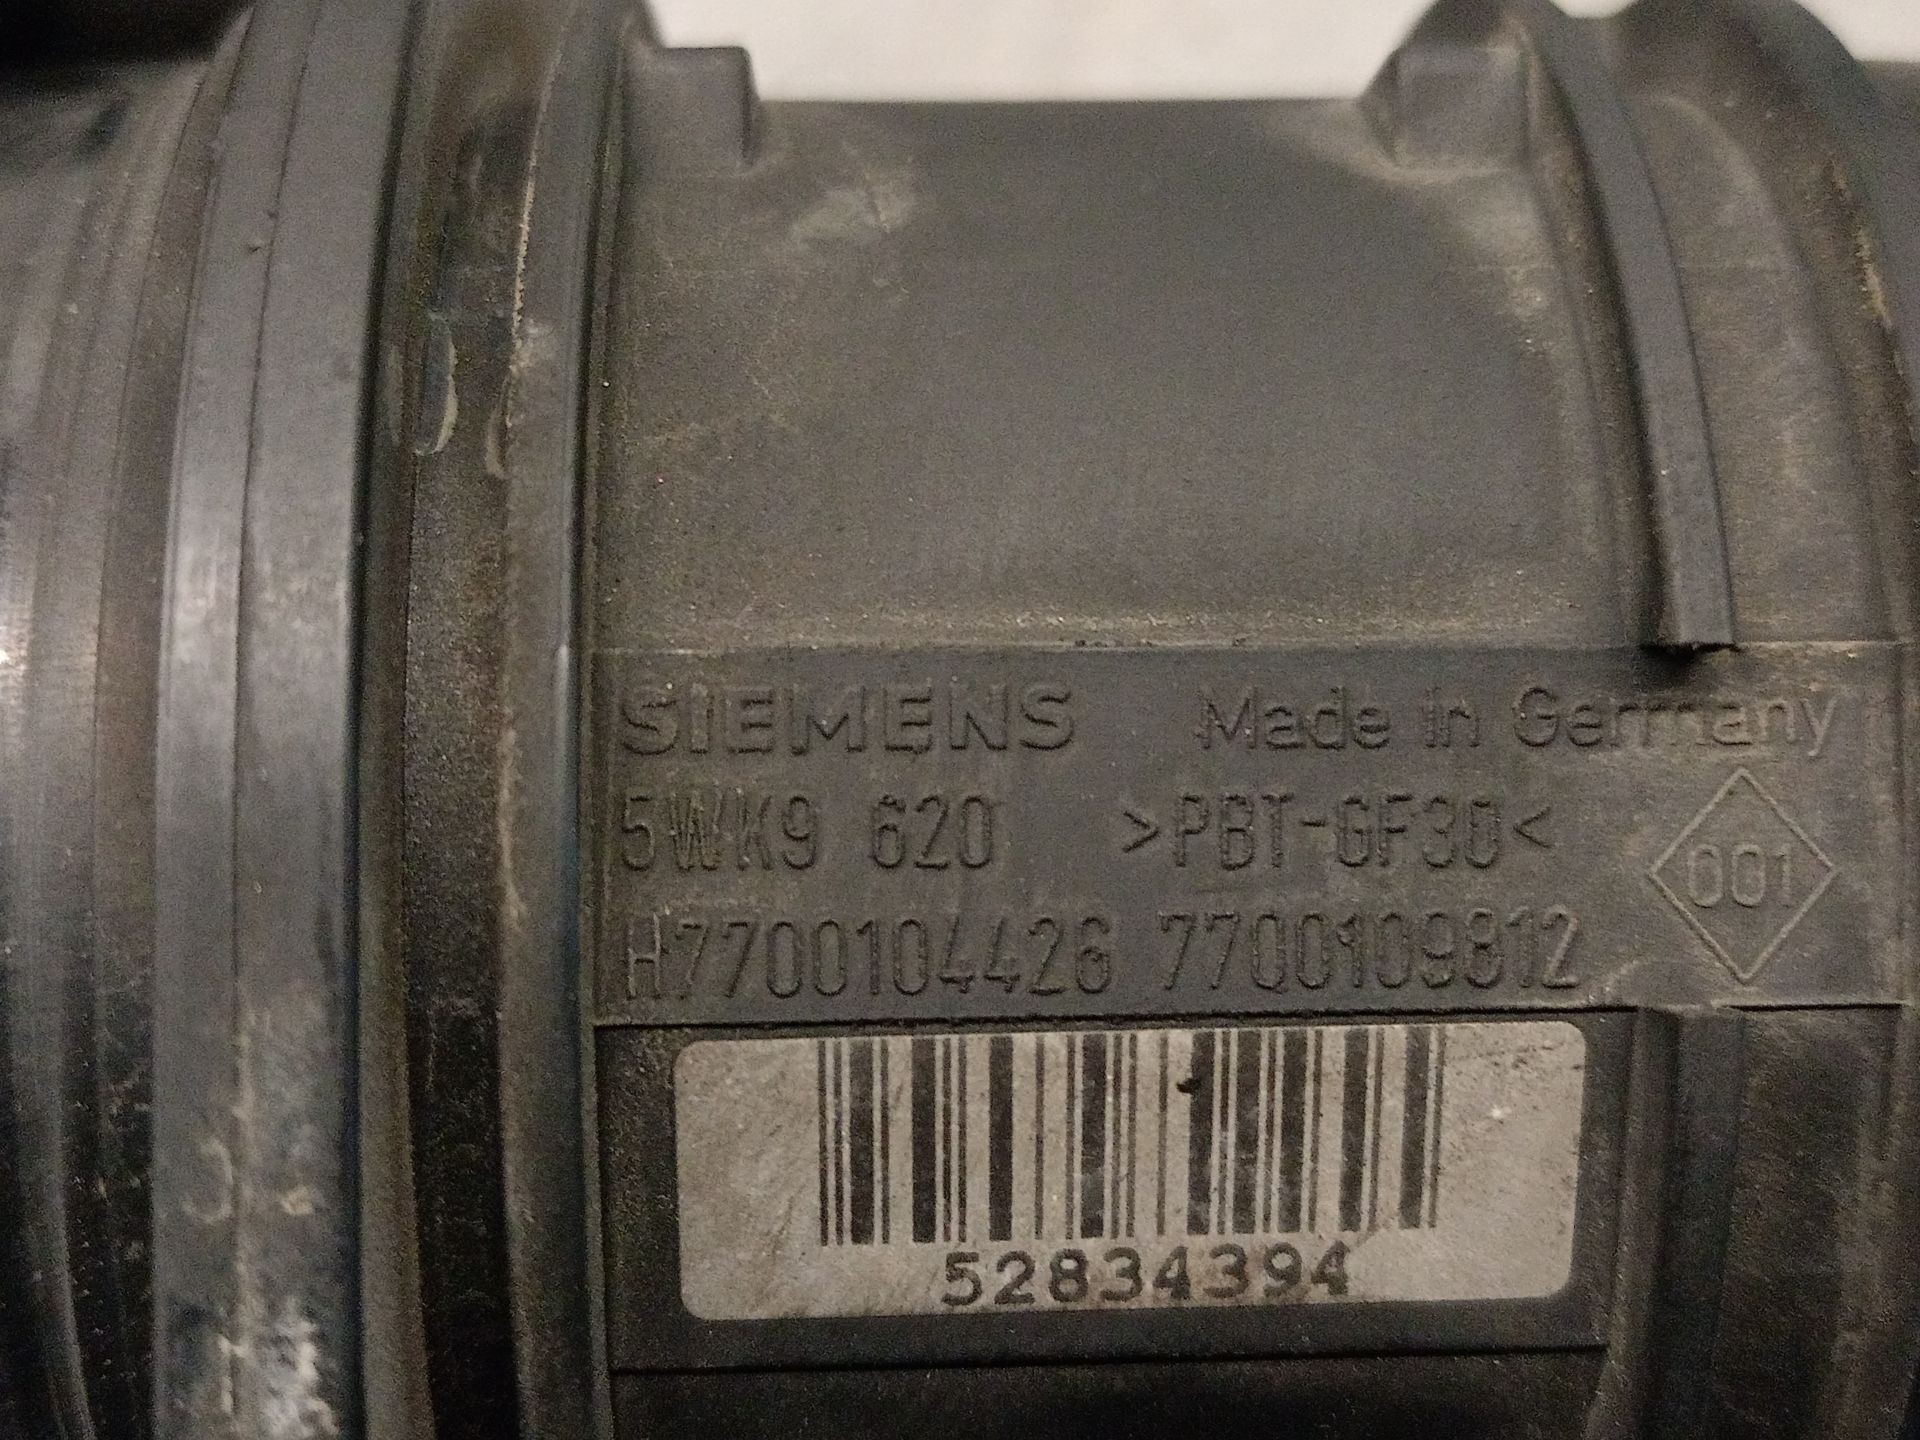 SIEMENS Made in Germany
5WK9 620 >PBT-GF30<
001
H7700104426 7700109812
52834394